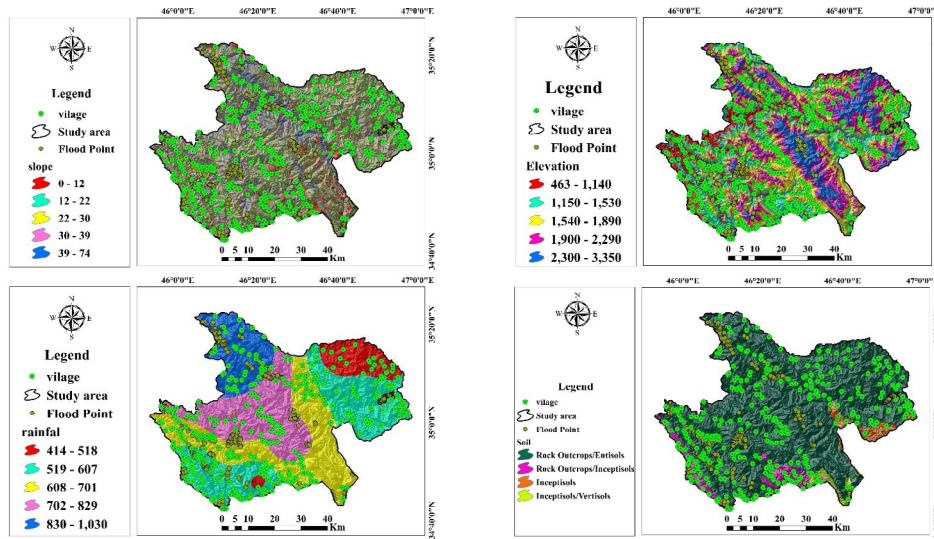 46°0'0"E 46°20'0"E 46°40'0"E 47°0'0"E
N
W E
S
Legend
vilage
Study area
Flood Point
slope
0 - 12
12 - 22
22 - 30
30 - 39
39 - 74
0 5 10 20 30 40
Km
35°20'0"N
35°0'0"N
34°40'0"N
46°0'0"E 46°20'0"E 46°40'0"E 47°0'0"E
N
W E
S
Legend
vilage
Study area
Flood Point
Elevation
463 - 1,140
1,150 - 1,530
1,540 - 1,890
1,900 - 2,290
2,300 - 3,350
0 5 10 20 30 40
Km
46°0'0"E 46°20'0"E 46°40'0"E 47°0'0"E
N
W E
S
Legend
vilage
Study area
Flood Point
rainfal
414 - 518
519 - 607
608 - 701
702 - 829
830 - 1,030
0 5 10 20 30 40
Km
35°20'0"N
35°0'0"N
34°40'0"N
46°0'0"E 46°20'0"E 46°40'0"E 47°0'0"E
N
W E
S
Legend
vilage
Study area
Flood Point
Soil
Rock Outcrops/Entisols
Rock Outcrops/Inceptisols
Inceptisols
Inceptisols/Vertisols
0 5 10 20 30 40
Km